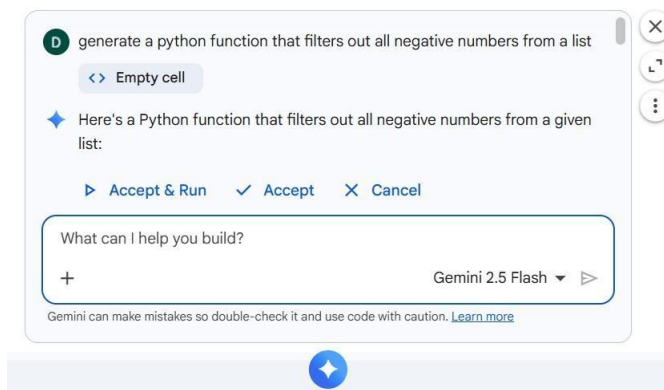 D
generate a python function that filters out all negative numbers from a list
<> Empty cell
Here's a Python function that filters out all negative numbers from a given
list:
Accept & Run Accept Cancel
What can I help you build?
+ Gemini 2.5 Flash
Gemini can make mistakes so double-check it and use code with caution. Learn more